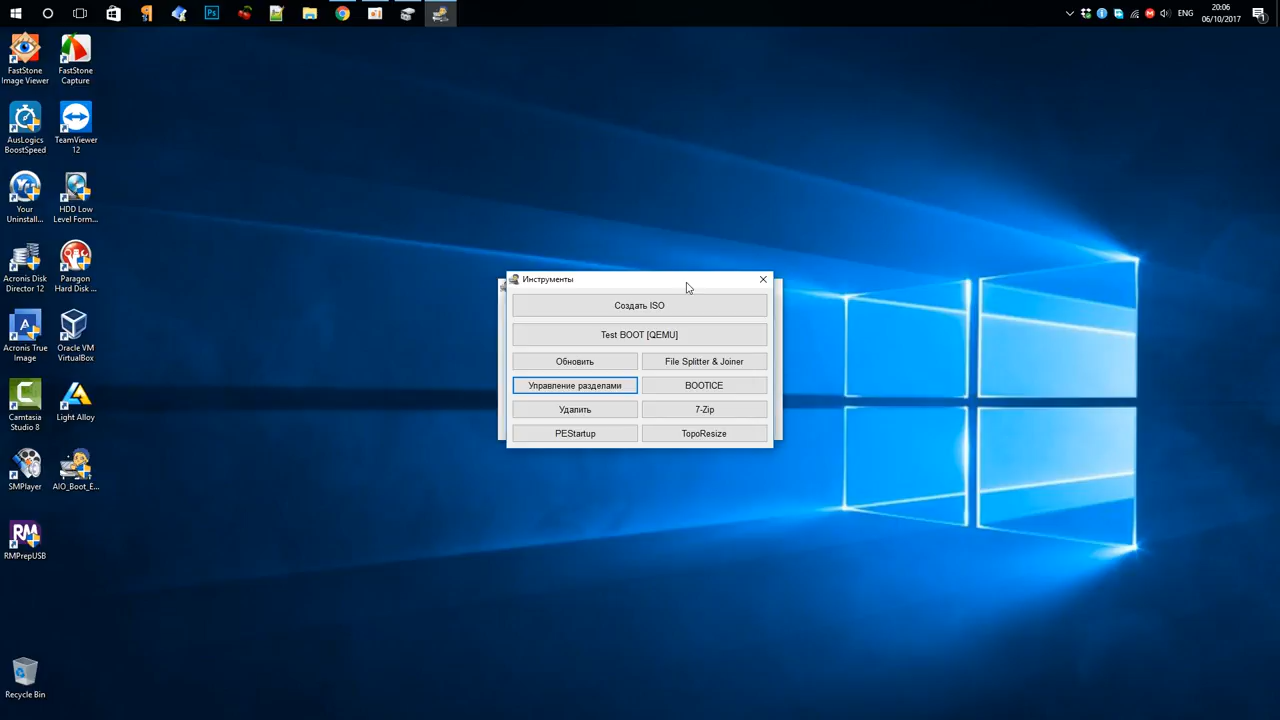 20:06
ENG
06/10/2017
1
Ps
FastStone
Image Viewer
FastStone
Capture
AusLogics
BoostSpeed
TeamViewer
12
Your
Uninstall...
HDD Low
Level Form...
Acronis Disk
Director 12
Paragon
Hard Disk ...
Acronis True
Image
Oracle VM
VirtualBox
Camtasia
Studio 8
Light Alloy
SMPlayer
AIO_Boot_E...
RM
RMPrepUSB
Recycle Bin
Инструменты
Создать ISO
Test BOOT [QEMU]
Обновить
File Splitter & Joiner
Управление разделами
BOOTICE
Удалить
7-Zip
PEStartup
TopoResize